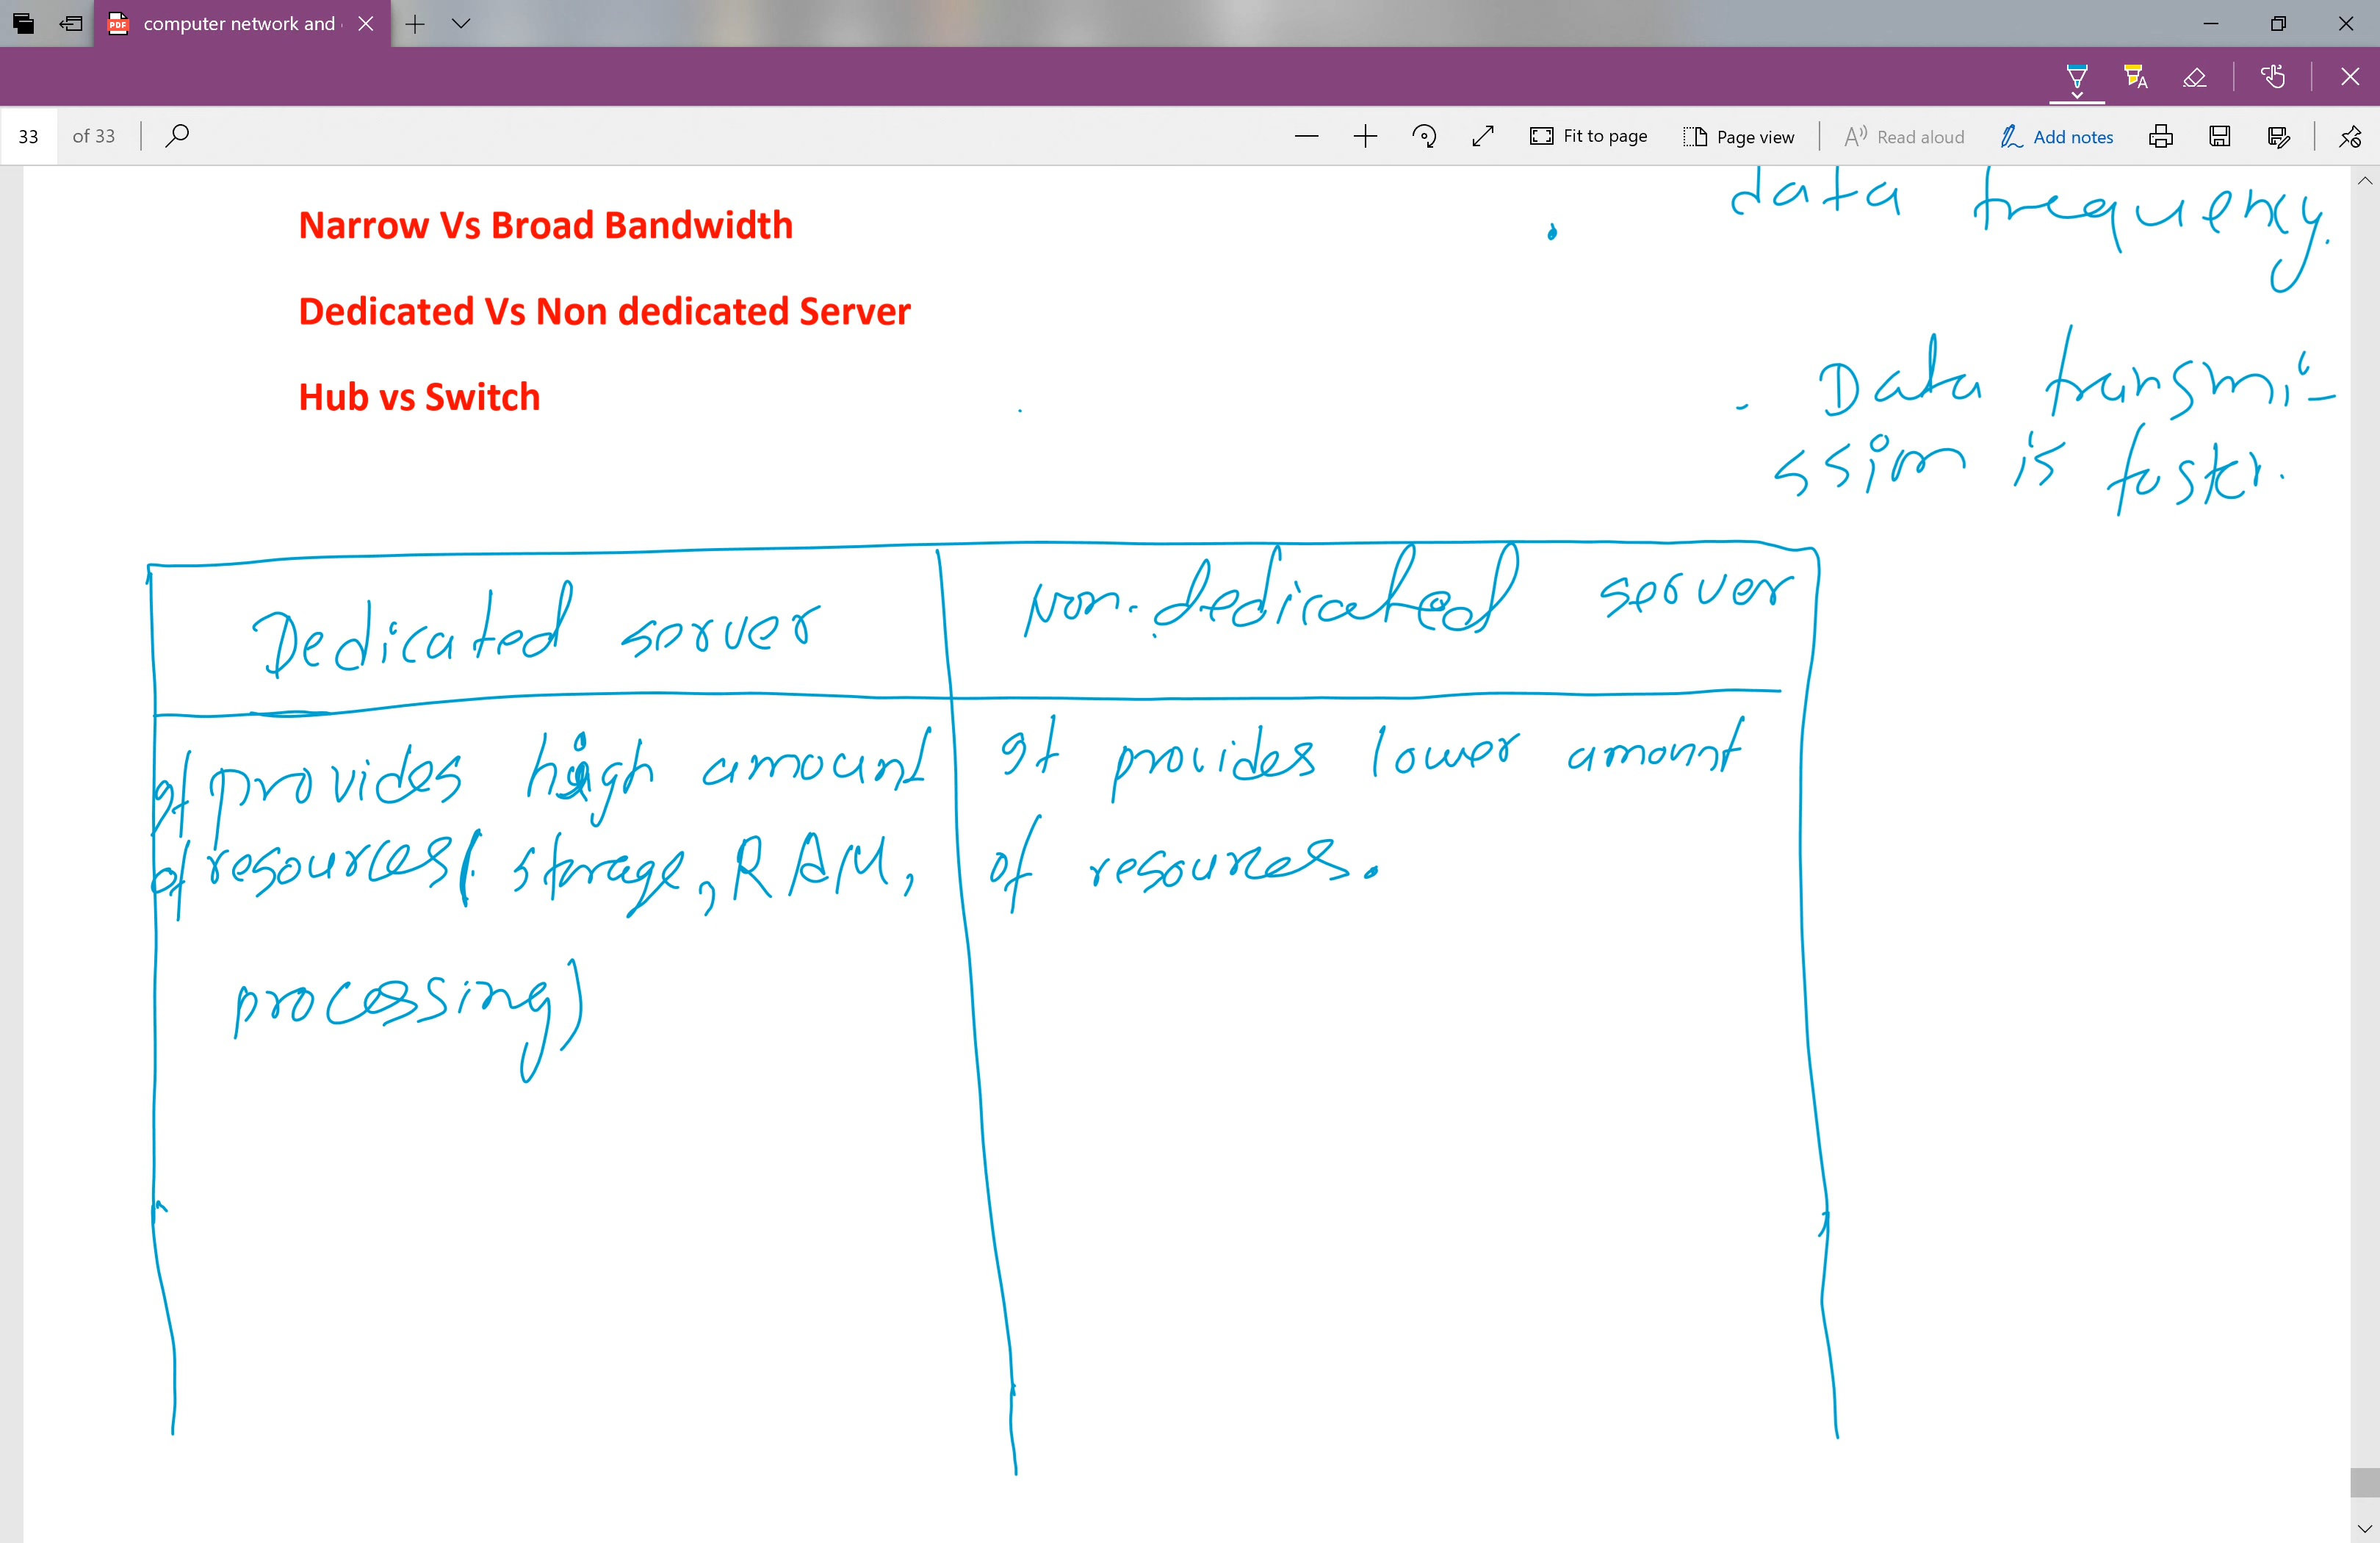 computer network and
33 of 33
Fit to page
Page view
Read aloud
Add notes
data frequency.
Narrow Vs Broad Bandwidth
Dedicated Vs Non dedicated Server
Hub vs Switch
- Data transmi-
ssion is faster.
Dedicated server
Non-dedicated server
It provides high amount
of resources( storage, RAM,
processing)
It provides lower amount
of resources.